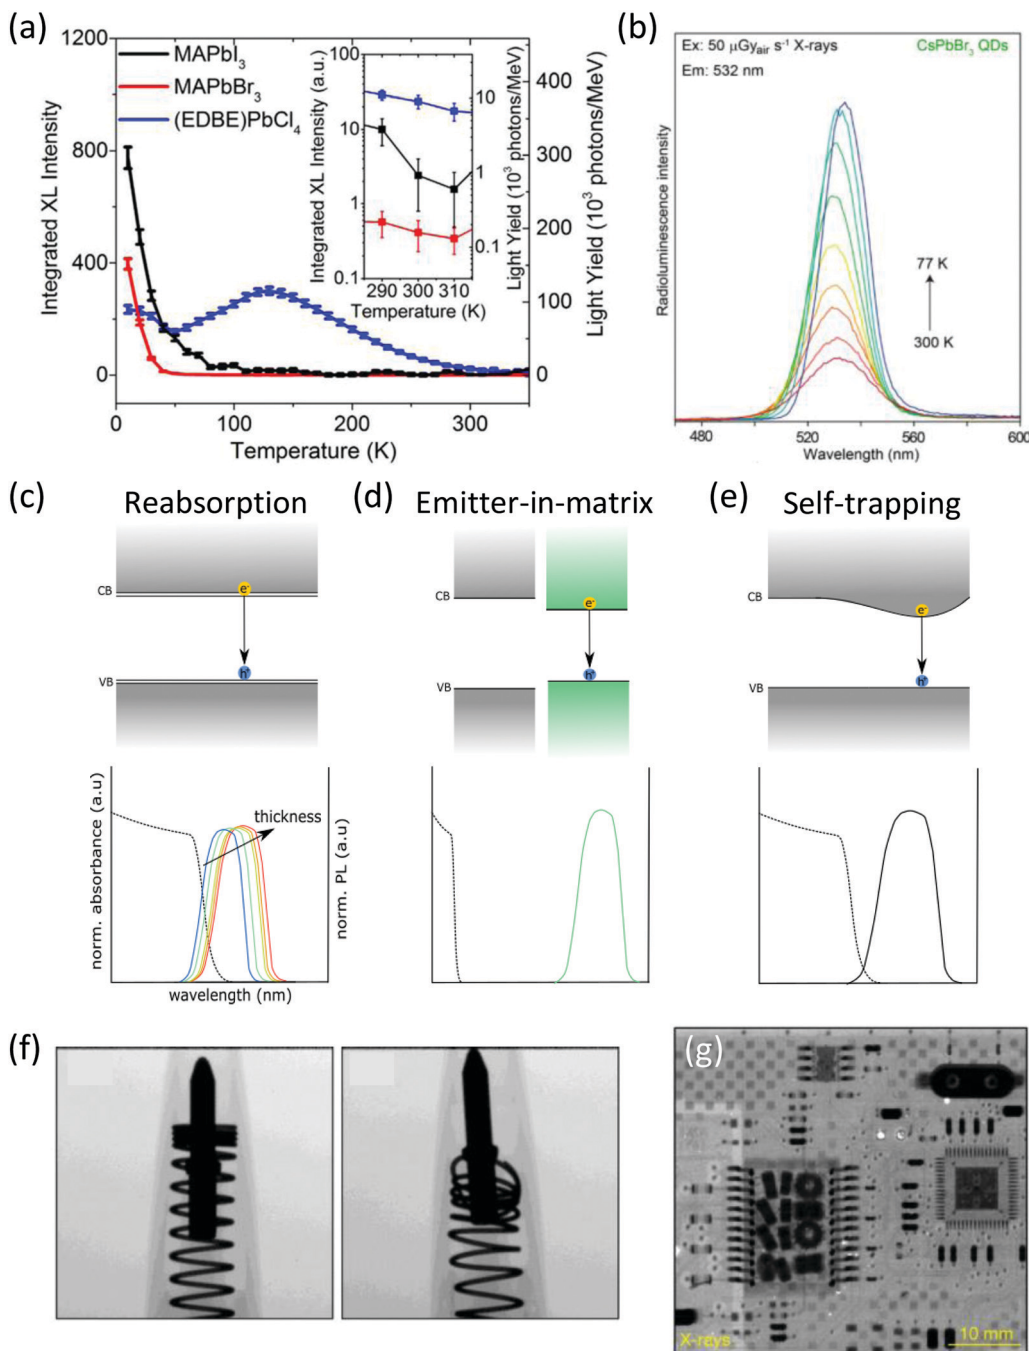 (a)
1200
800
400
0
Integrated XL Intensity
MAPbI₃
MAPbBr₃
(EDBE)PbCl₄
0
100
200
300
Temperature (K)
400
300
200
100
0
Light Yield (10³ photons/MeV)
100
10
1
0.1
Integrated XL Intensity (a.u.)
290 300 310
Temperature (K)
10
1
0.1
Light Yield (10³ photons/MeV)
(b)
Ex: 50 µGyair s⁻¹ X-rays
CsPbBr₃ QDs
Em: 532 nm
77 K
300 K
Radioluminescence intensity
480 520 560 600
Wavelength (nm)
(c) Reabsorption
CB
e-
h+
VB
norm. absorbance (a.u)
thickness
norm. PL (a.u)
wavelength (nm)
(d) Emitter-in-matrix
CB
e-
h+
VB
(e) Self-trapping
CB
e-
h+
VB
(f)
(g)
X-rays
10 mm